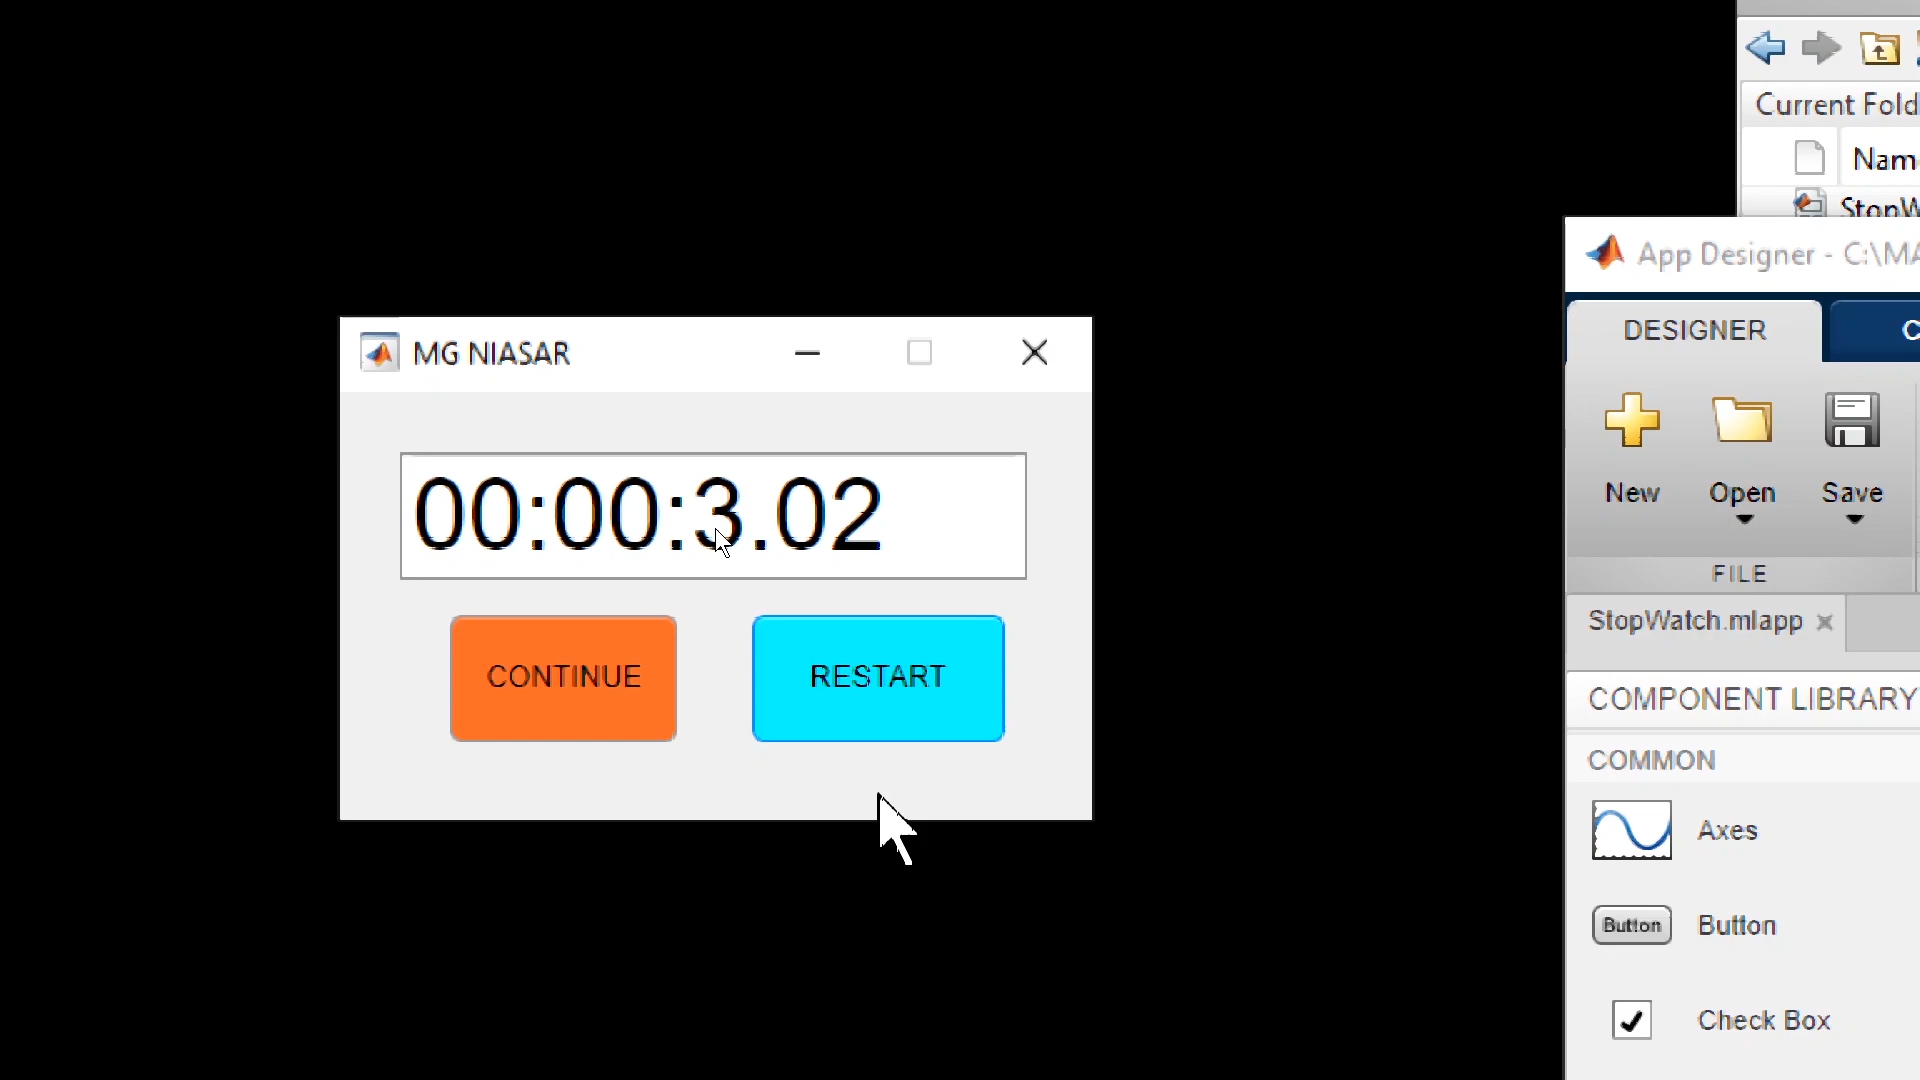 MG NIASAR
00:00:3.02
CONTINUE
RESTART
Current Fold
Nam
StopW
App Designer - C:\MA
DESIGNER
C
New
Open
Save
FILE
StopWatch.mlapp
COMPONENT LIBRARY
COMMON
Axes
Button
Button
Check Box